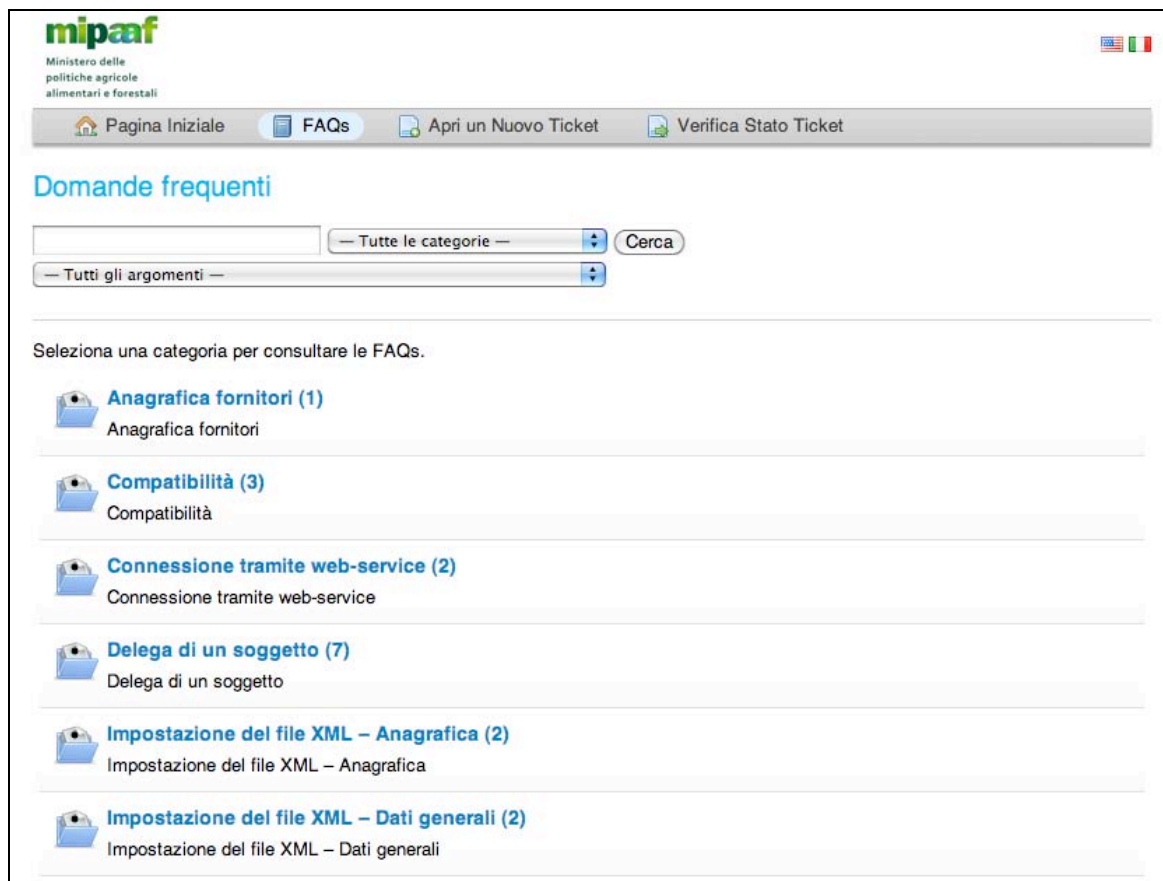 mipaaf
Ministero delle
politiche agricole
alimentari e forestali
Pagina Iniziale FAQs Apri un Nuovo Ticket Verifica Stato Ticket
Domande frequenti
— Tutte le categorie — Cerca
— Tutti gli argomenti —
Seleziona una categoria per consultare le FAQs.
Anagrafica fornitori (1)
Anagrafica fornitori
Compatibilità (3)
Compatibilità
Connessione tramite web-service (2)
Connessione tramite web-service
Delega di un soggetto (7)
Delega di un soggetto
Impostazione del file XML – Anagrafica (2)
Impostazione del file XML – Anagrafica
Impostazione del file XML – Dati generali (2)
Impostazione del file XML – Dati generali